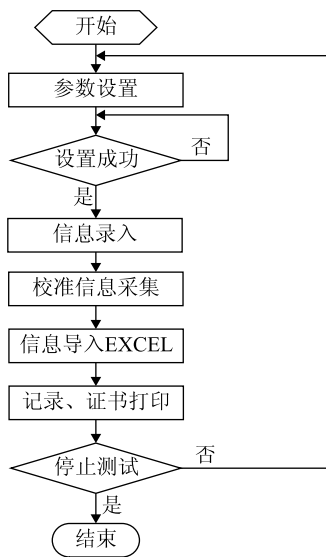 开始
参数设置
设置成功
否
是
信息录入
校准信息采集
信息导入EXCEL
记录、证书打印
停止测试
否
是
结束